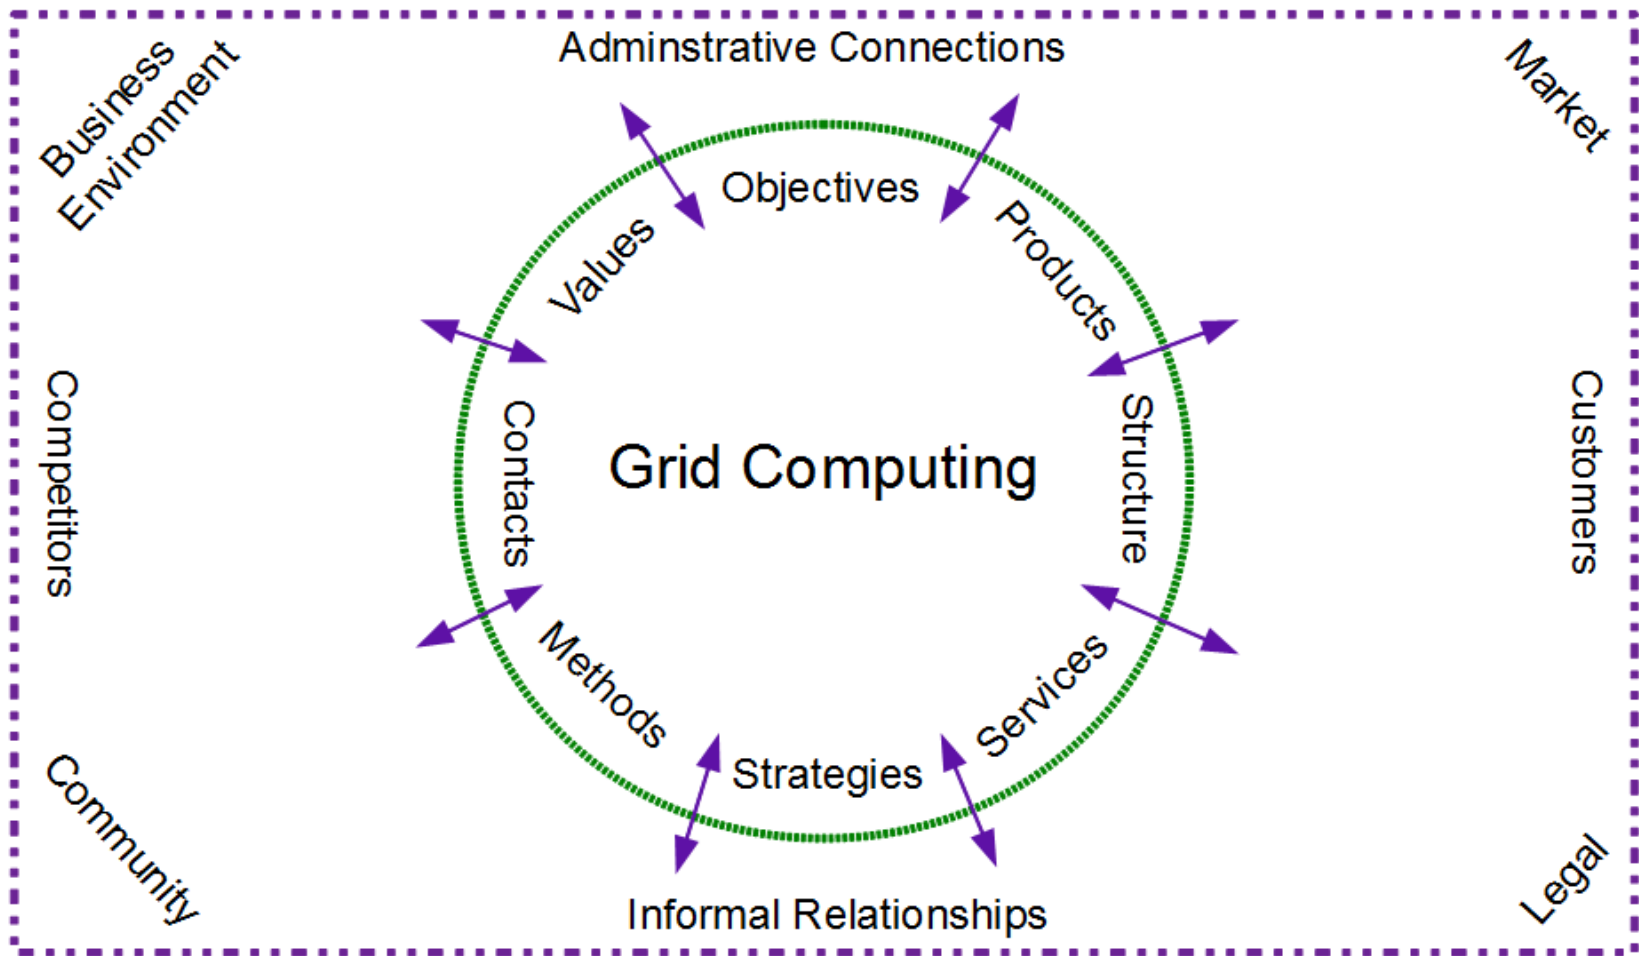 Adminstrative Connections
Business
Environment
Market
Objectives
Values
Products
Competitors
Contacts
Grid Computing
Structure
Customers
Methods
Services
Strategies
Community
Legal
Informal Relationships